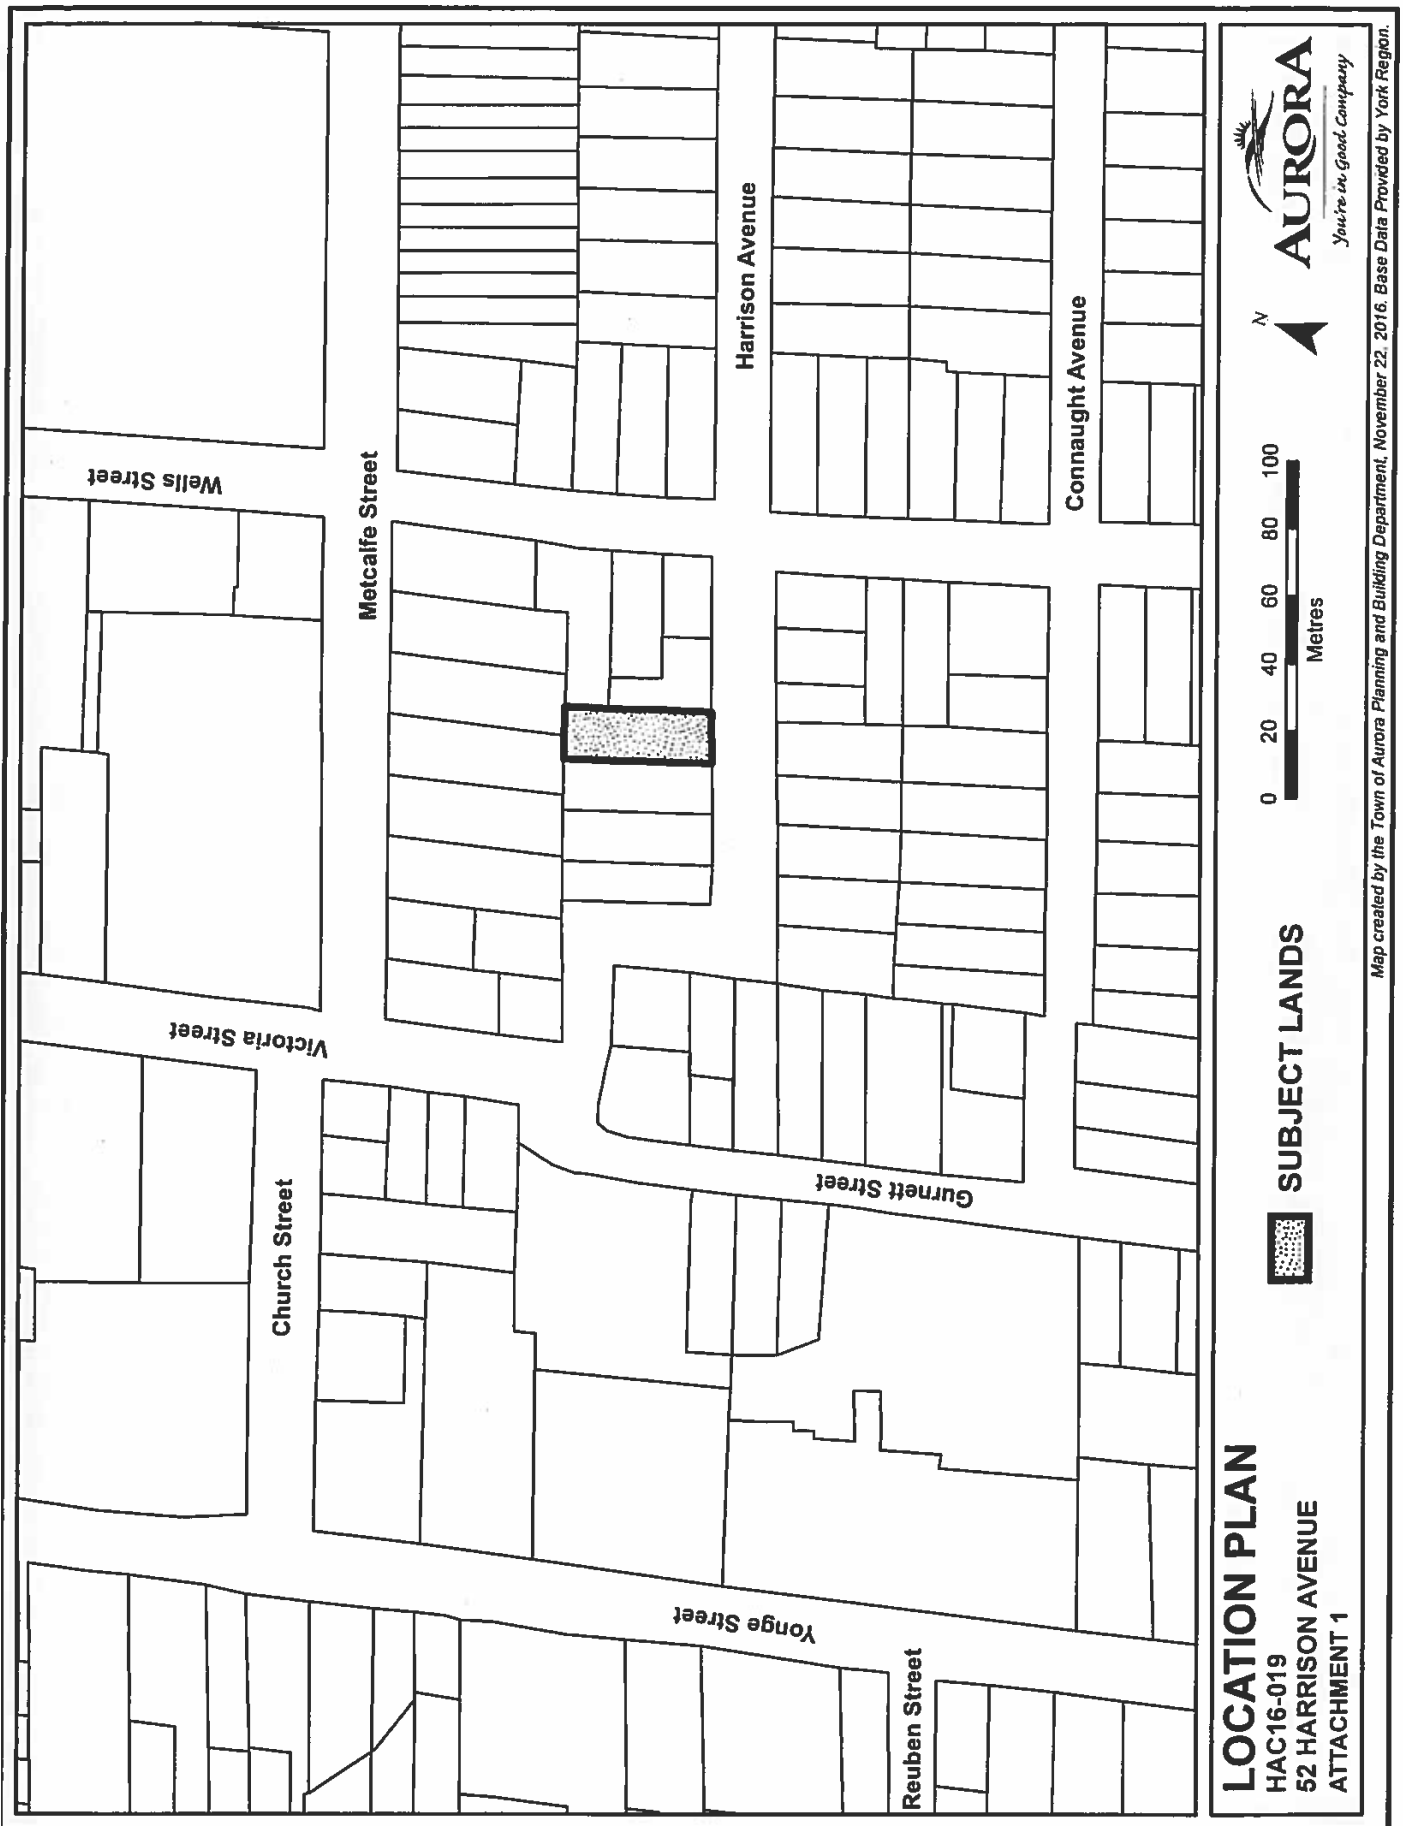 Wells Street
Metcalfe Street
Harrison Avenue
Connaught Avenue
Victoria Street
Church Street
Gurnett Street
Yonge Street
Reuben Street
LOCATION PLAN
HAC16-019
52 HARRISON AVENUE
ATTACHMENT 1
SUBJECT LANDS
0 20 40 60 80 100
Metres
N
AURORA
You're in Good Company
Map created by the Town of Aurora Planning and Building Department, November 22, 2016. Base Data Provided by York Region.